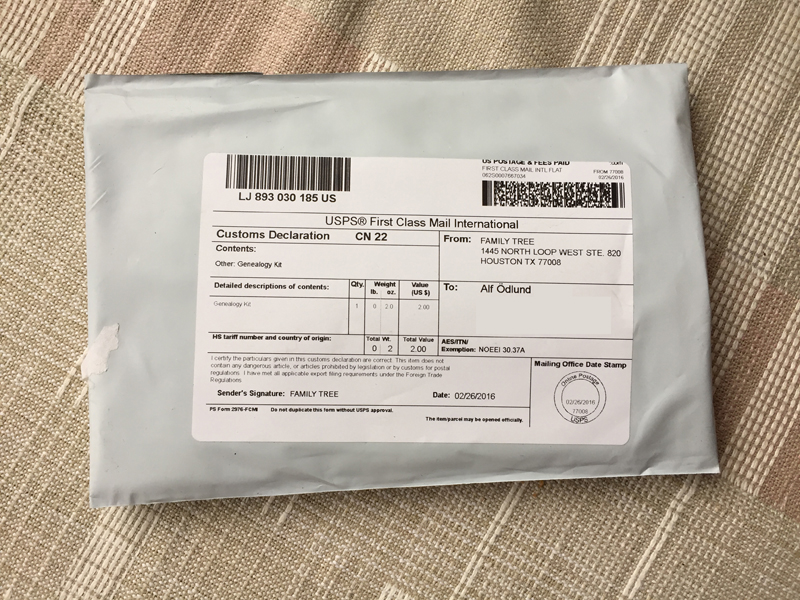 LJ 893 030 185 US
US POSTAGE & FEES PAID
FIRST CLASS MAIL INTL FLAT
062S0007667034
FROM 77008
02/26/2016
USPS® First Class Mail International
Customs Declaration CN 22
Contents:
Other: Genealogy Kit
From: FAMILY TREE
1445 NORTH LOOP WEST STE. 820
HOUSTON TX 77008
Detailed descriptions of contents: Qty. Weight lb. oz. Value (US $)
Genealogy Kit 1 0 2.0 2.00
To: Alf Ödlund
HS tariff number and country of origin: Total Wt. 0 2 Total Value 2.00
AES/ITN/
Exemption: NOEEI 30.37A
I certify the particulars given in this customs declaration are correct. This item does not
contain any dangerous article, or articles prohibited by legislation or by customs for postal
regulations. I have met all applicable export filing requirements under the Foreign Trade
Regulations.
Sender's Signature: FAMILY TREE Date: 02/26/2016
PS Form 2976-FCMI Do not duplicate this form without USPS approval.
The item/parcel may be opened officially.
Mailing Office Date Stamp
Online Postage
02/26/2016
77008
USPS